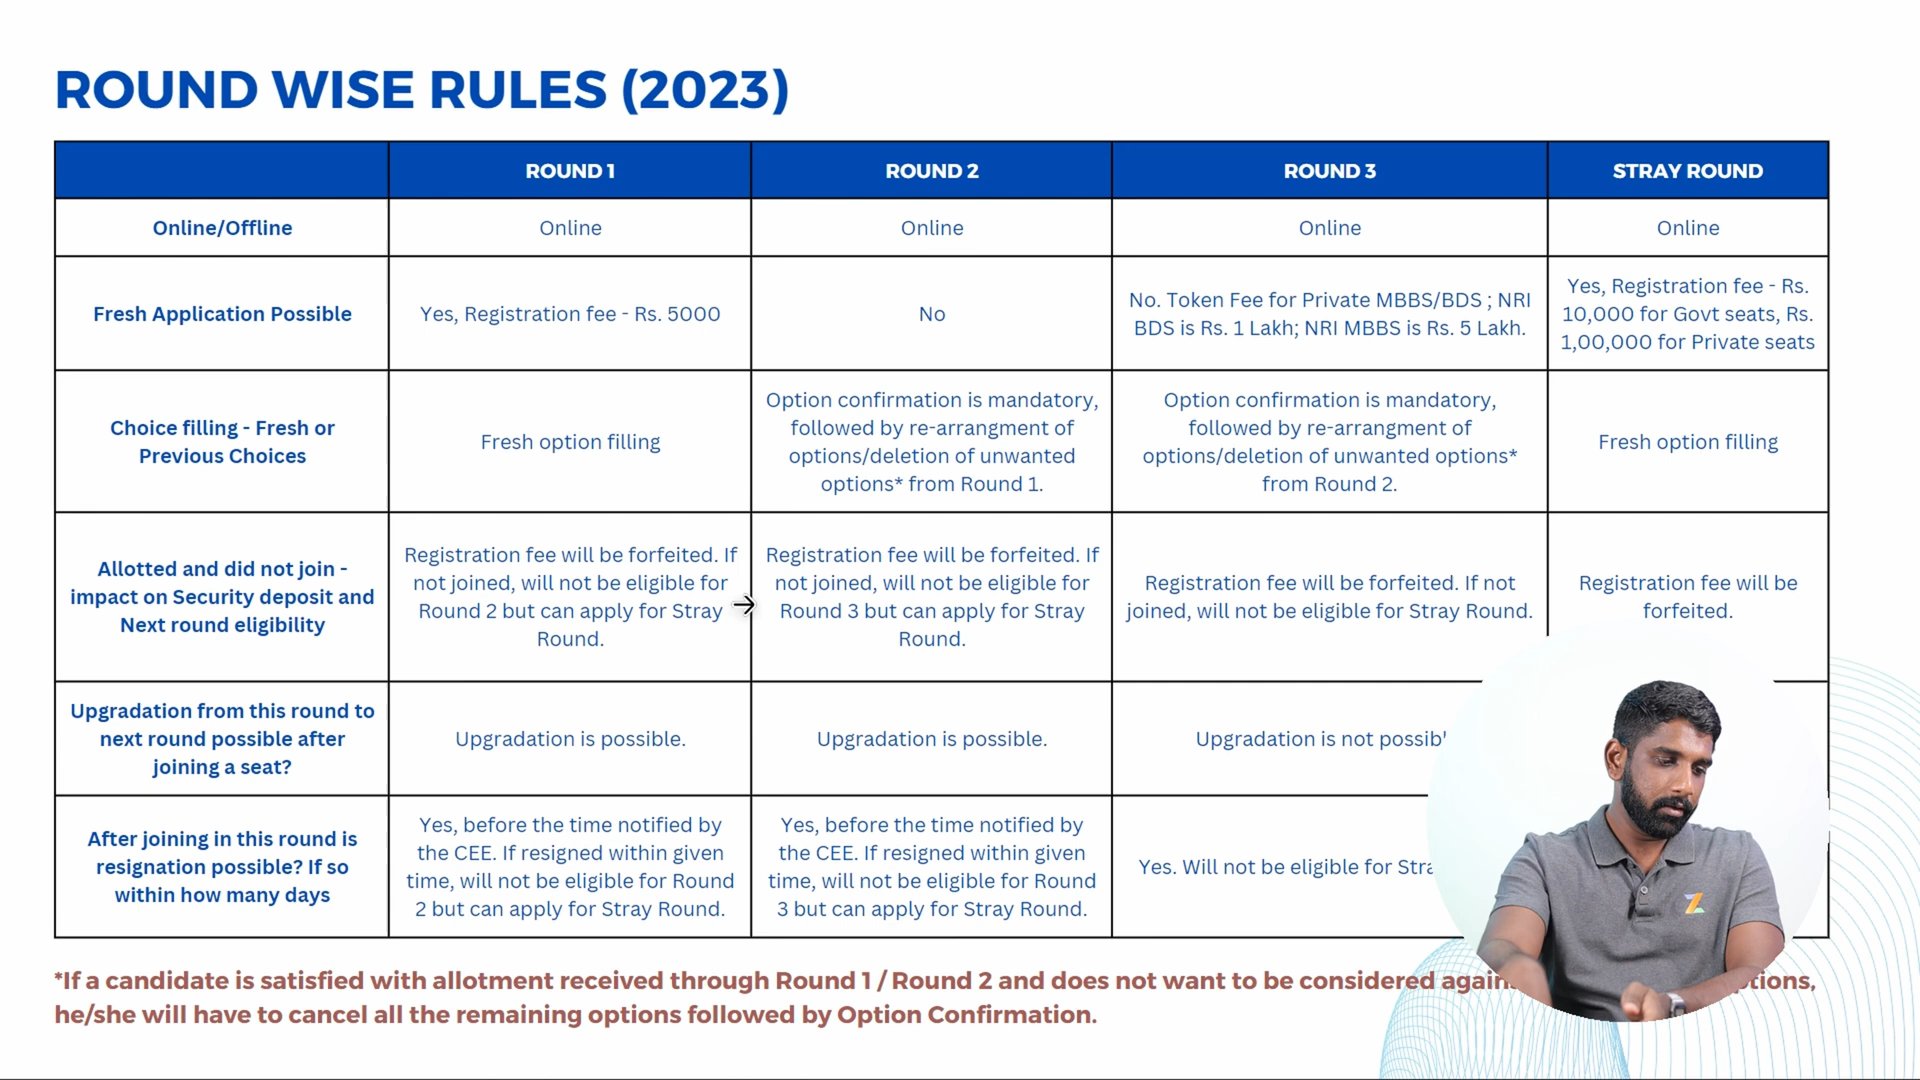 ROUND WISE RULES (2023)
ROUND 1
ROUND 2
ROUND 3
STRAY ROUND
Online/Offline
Online
Online
Online
Online
Fresh Application Possible
Yes, Registration fee - Rs. 5000
No
No. Token Fee for Private MBBS/BDS ; NRI
BDS is Rs. 1 Lakh; NRI MBBS is Rs. 5 Lakh.
Yes, Registration fee - Rs.
10,000 for Govt seats, Rs.
1,00,000 for Private seats
Choice filling - Fresh or
Previous Choices
Fresh option filling
Option confirmation is mandatory,
followed by re-arrangment of
options/deletion of unwanted
options* from Round 1.
Option confirmation is mandatory,
followed by re-arrangment of
options/deletion of unwanted options*
from Round 2.
Fresh option filling
Allotted and did not join -
impact on Security deposit and
Next round eligibility
Registration fee will be forfeited. If
not joined, will not be eligible for
Round 2 but can apply for Stray
Round.
Registration fee will be forfeited. If
not joined, will not be eligible for
Round 3 but can apply for Stray
Round.
Registration fee will be forfeited. If not
joined, will not be eligible for Stray Round.
Registration fee will be
forfeited.
Upgradation from this round to
next round possible after
joining a seat?
Upgradation is possible.
Upgradation is possible.
Upgradation is not
After joining in this round is
resignation possible? If so
within how many days
Yes, before the time notified by
the CEE. If resigned within given
time, will not be eligible for Round
2 but can apply for Stray Round.
Yes, before the time notified by
the CEE. If resigned within given
time, will not be eligible for Round
3 but can apply for Stray Round.
Yes. Will not be eligible for
*If a candidate is satisfied with allotment received through Round 1 / Round 2 and does not want to be considered
he/she will have to cancel all the remaining options followed by Option Confirmation.